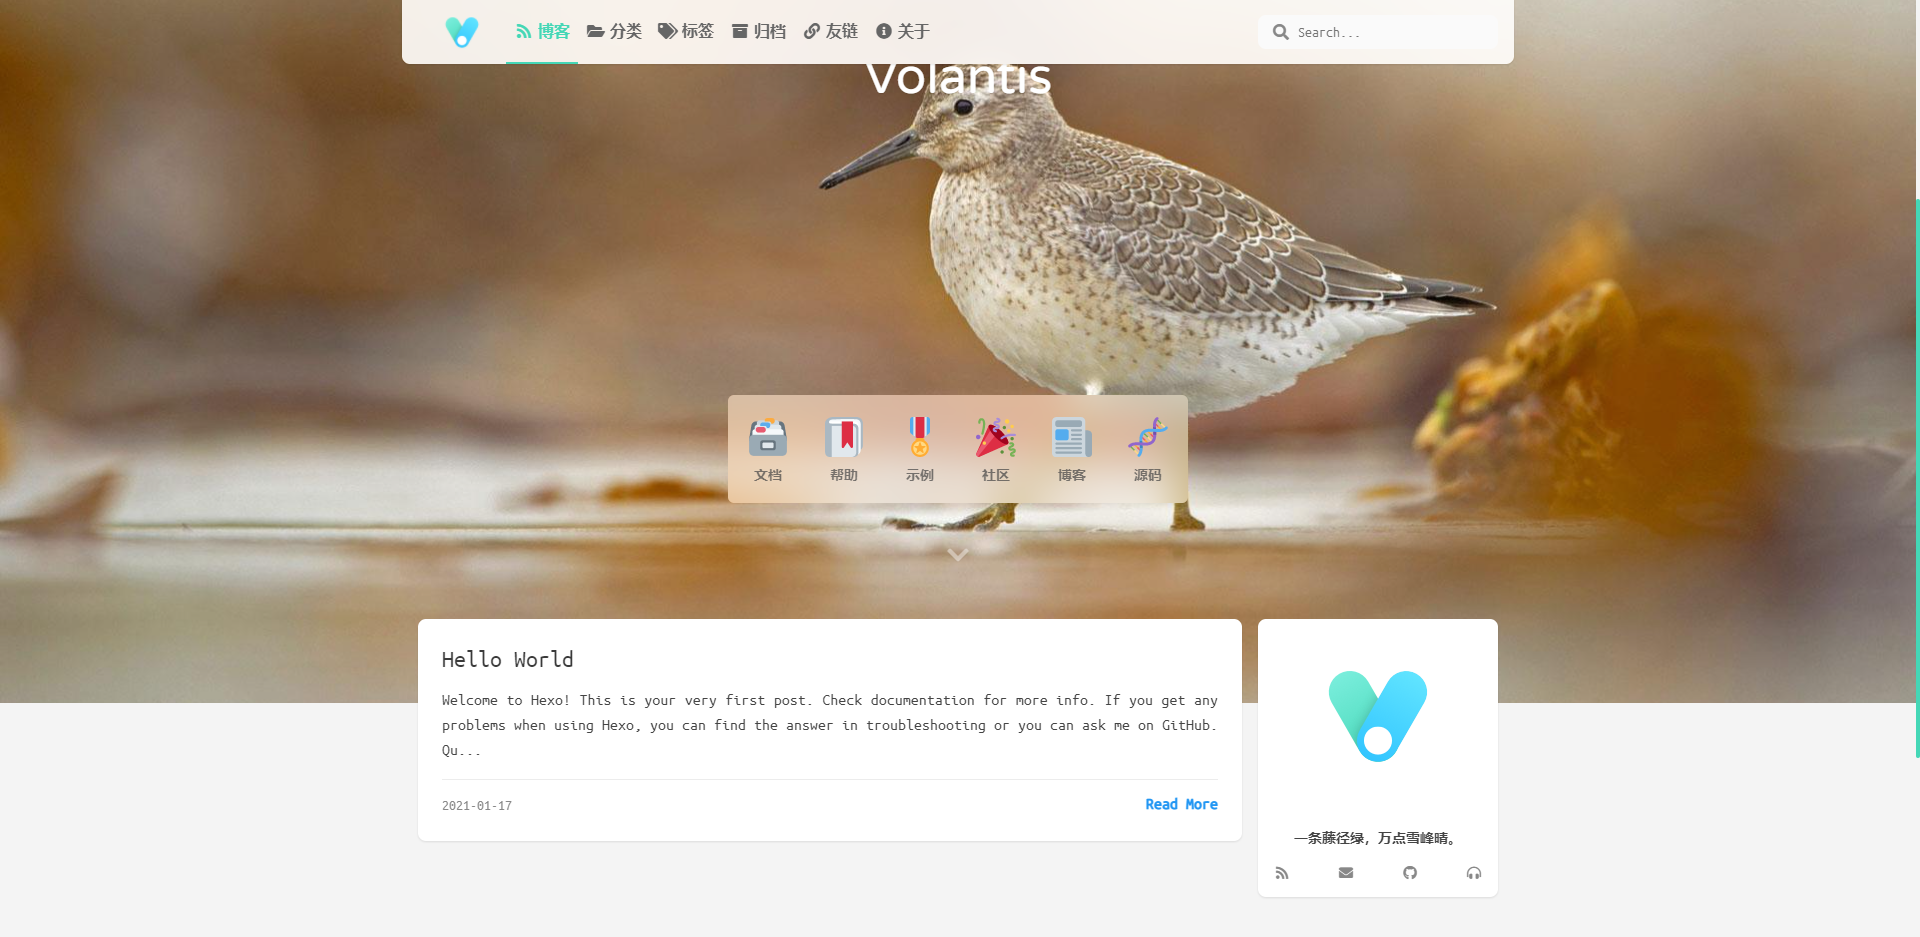 博客 分类 标签 归档 友链 关于 Search...
Volantis
文档 帮助 示例 社区 博客 源码
Hello World
Welcome to Hexo! This is your very first post. Check documentation for more info. If you get any
problems when using Hexo, you can find the answer in troubleshooting or you can ask me on GitHub.
Qu...
2021-01-17 Read More
一条藤径绿，万点雪峰晴。